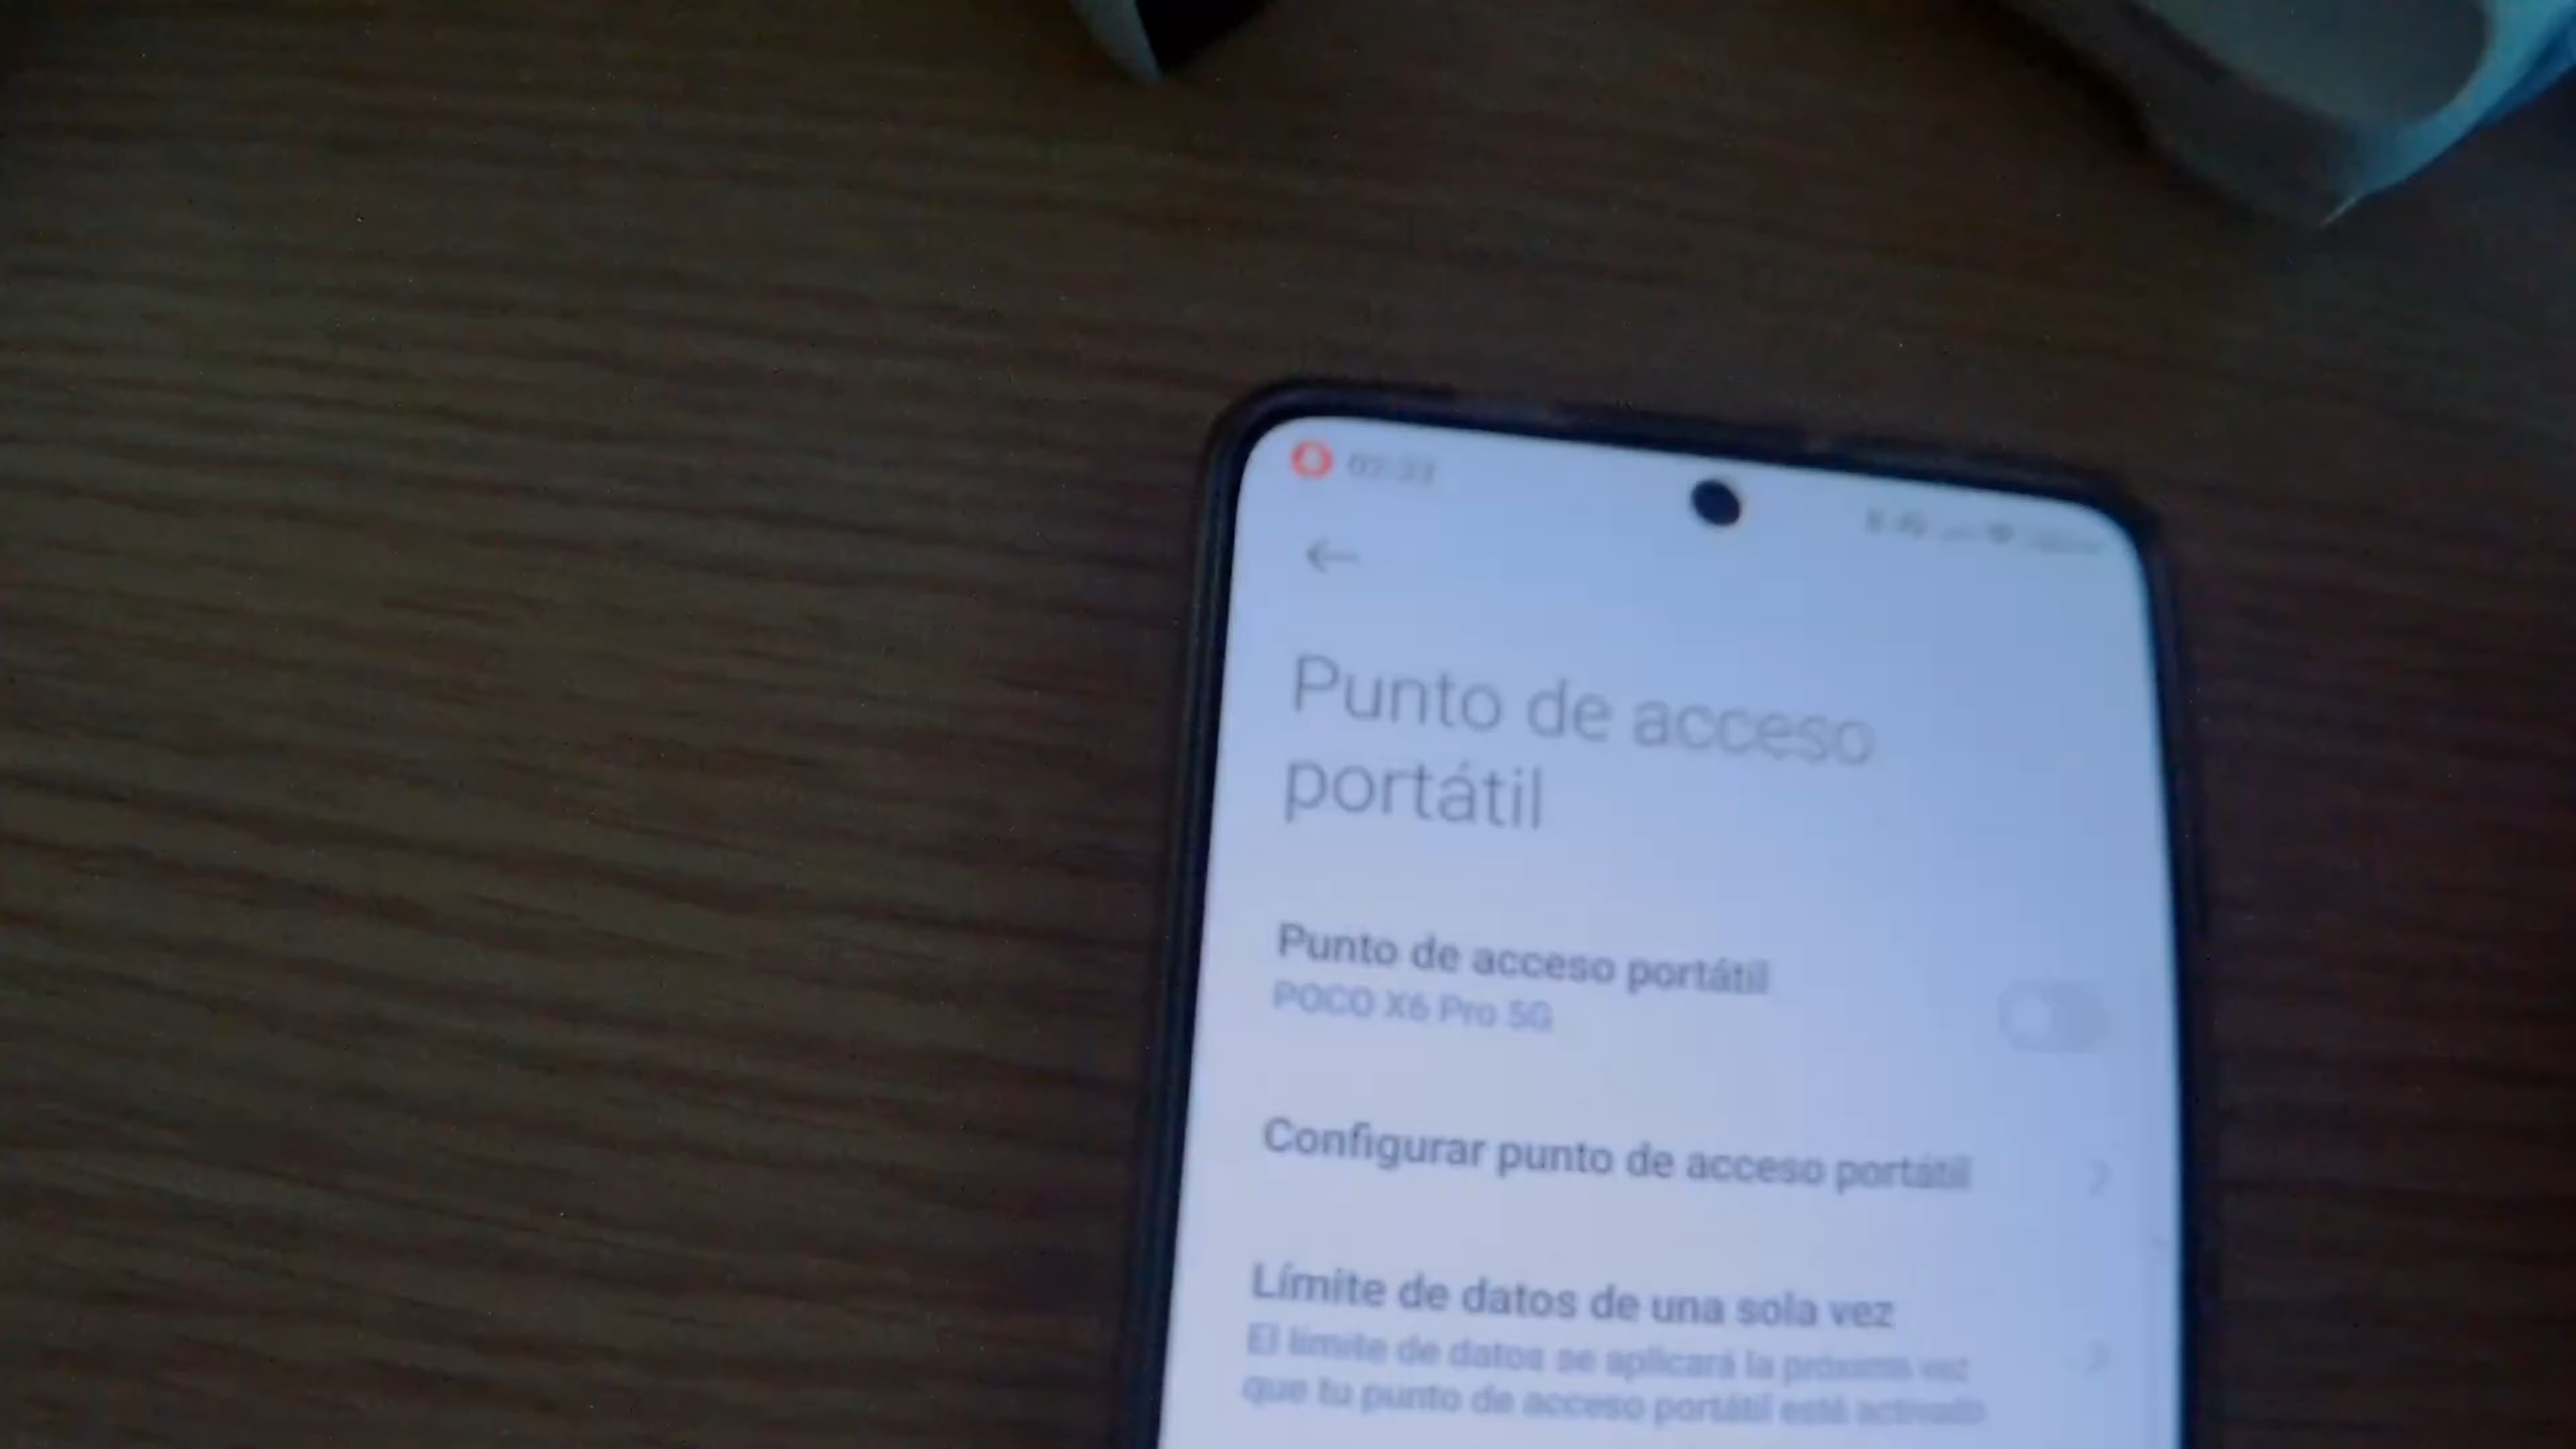 Punto de acceso
portátil
Punto de acceso portátil
POCO X6 Pro 5G
Configurar punto de acceso portátil
Límite de datos de una sola vez
El límite de datos se aplicará la próxima vez
que tu punto de acceso portátil esté activado